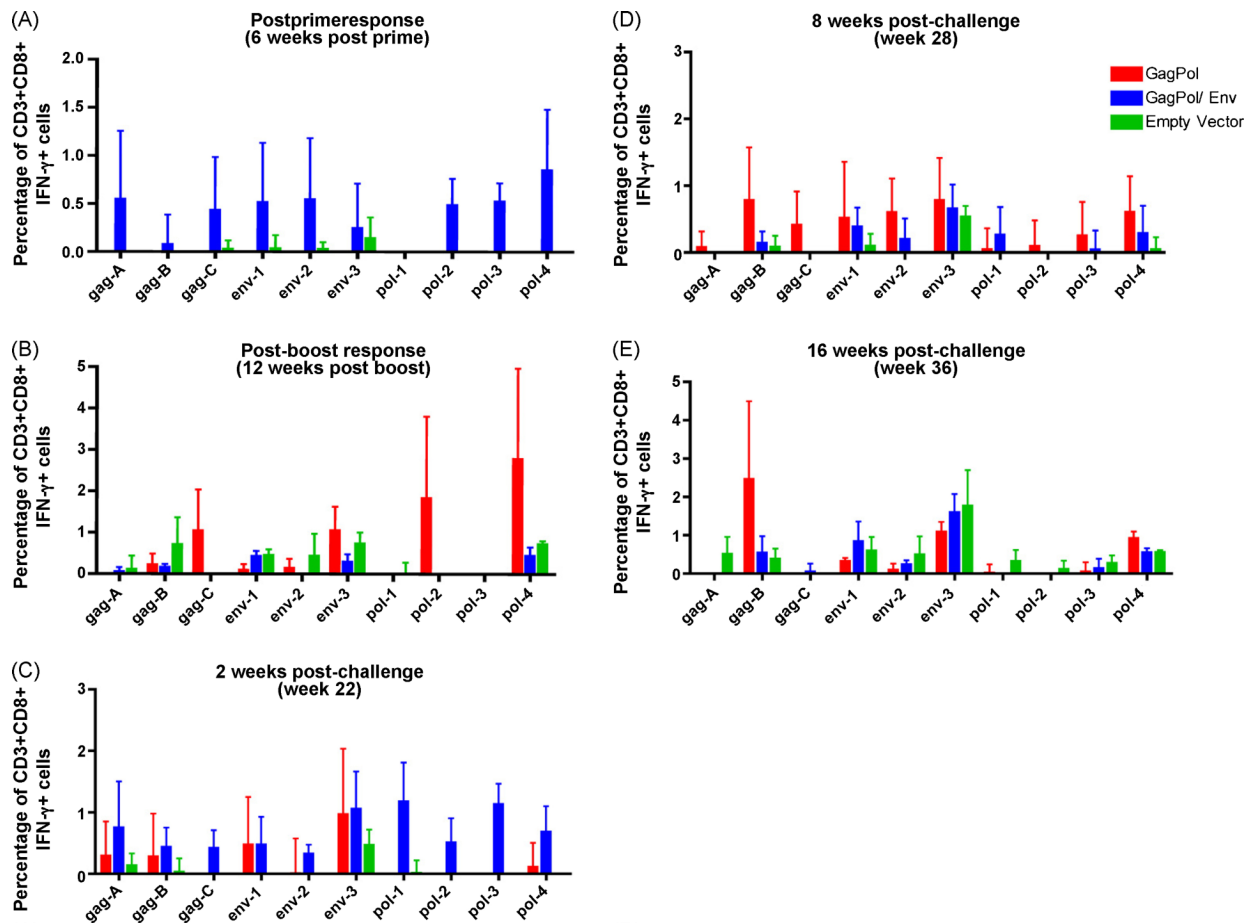 (A)
Postprimeresponse
(6 weeks post prime)
Percentage of CD3+CD8+
IFN-γ+ cells
2.0
1.5
1.0
0.5
0.0
gag-A
gag-B
gag-C
env-1
env-2
env-3
pol-1
pol-2
pol-3
pol-4
(B)
Post-boost response
(12 weeks post boost)
Percentage of CD3+CD8+
IFN-γ+ cells
5
4
3
2
1
0
gag-A
gag-B
gag-C
env-1
env-2
env-3
pol-1
pol-2
pol-3
pol-4
(C)
2 weeks post-challenge
(week 22)
Percentage of CD3+CD8+
IFN-γ+ cells
3
2
1
0
gag-A
gag-B
gag-C
env-1
env-2
env-3
pol-1
pol-2
pol-3
pol-4
(D)
8 weeks post-challenge
(week 28)
Percentage of CD3+CD8+
IFN-γ+ cells
3
2
1
0
GagPol
GagPol/ Env
Empty Vector
gag-A
gag-B
gag-C
env-1
env-2
env-3
pol-1
pol-2
pol-3
pol-4
(E)
16 weeks post-challenge
(week 36)
Percentage of CD3+CD8+
IFN-γ+ cells
5
4
3
2
1
0
gag-A
gag-B
gag-C
env-1
env-2
env-3
pol-1
pol-2
pol-3
pol-4